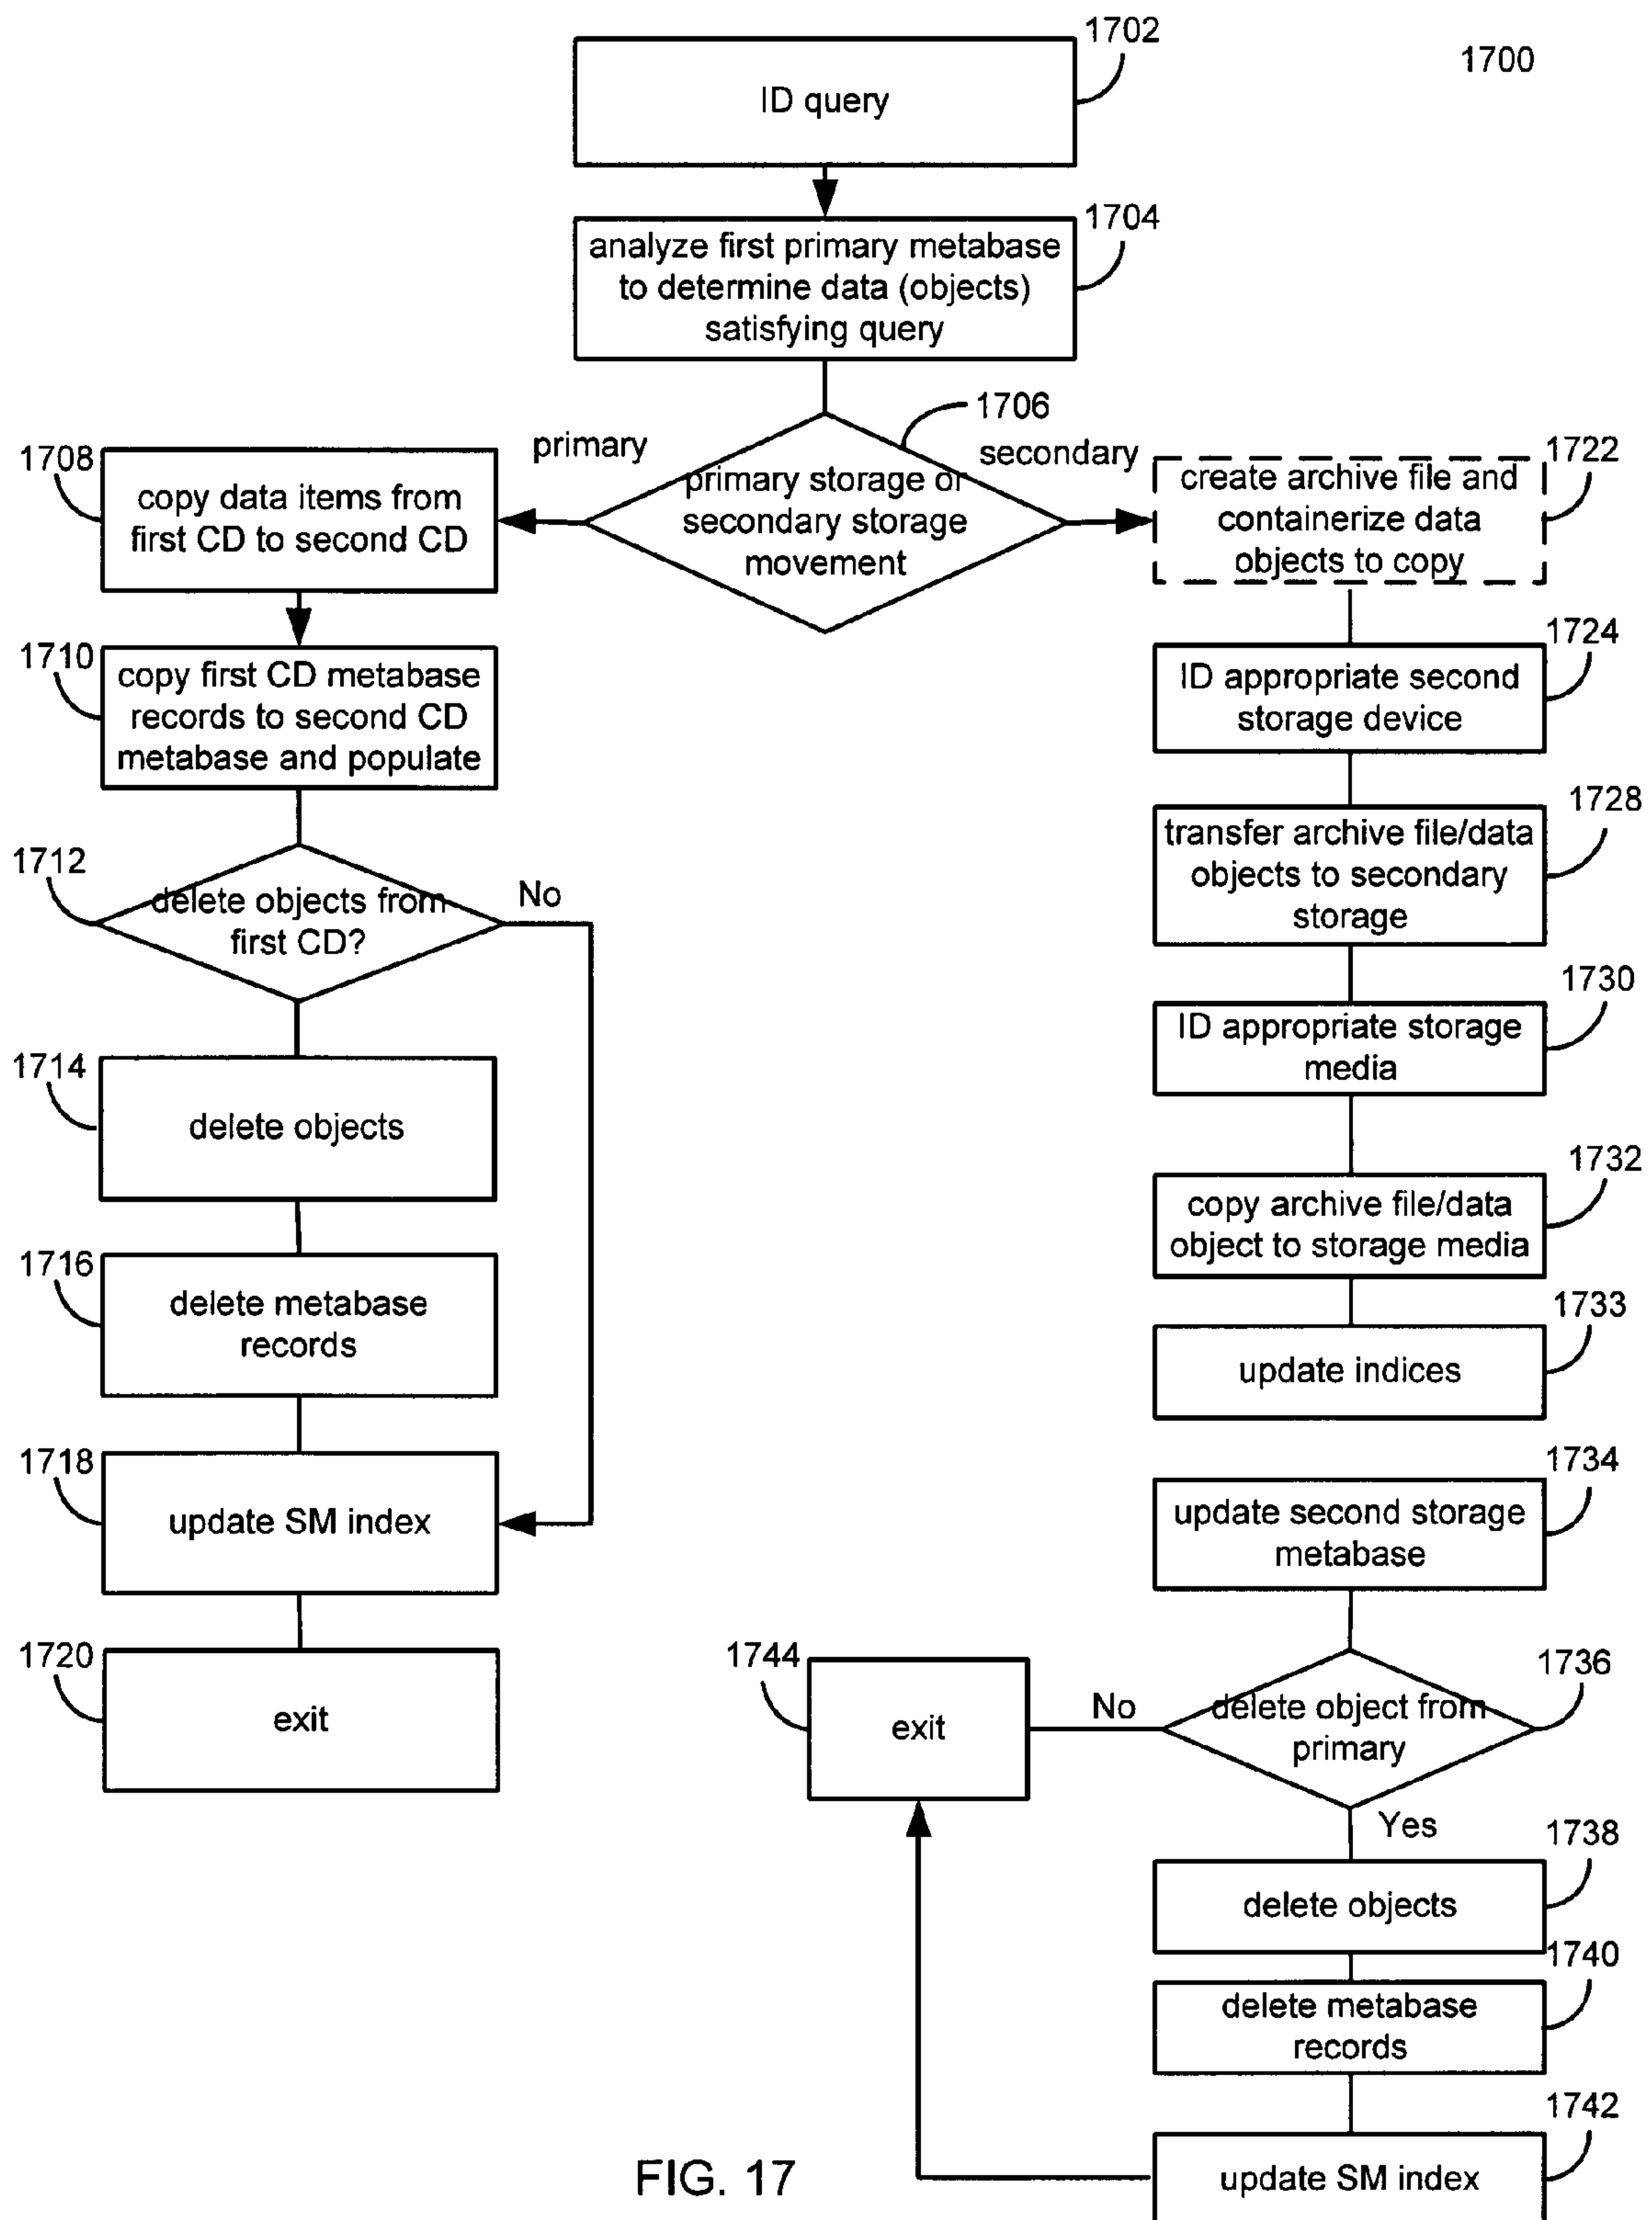 1702
1700
ID query
1704
analyze first primary metabase
to determine data (objects)
satisfying query
1706
primary
secondary
primary storage or
secondary storage
movement
1708
copy data items from
first CD to second CD
1710
copy first CD metabase
records to second CD
metabase and populate
1712
delete objects from
first CD?
No
1714
delete objects
1716
delete metabase
records
1718
update SM index
1720
exit
1722
create archive file and
containerize data
objects to copy
1724
ID appropriate second
storage device
1728
transfer archive file/data
objects to secondary
storage
1730
ID appropriate storage
media
1732
copy archive file/data
object to storage media
1733
update indices
1734
update second storage
metabase
1736
delete object from
primary
No
1744
exit
Yes
1738
delete objects
1740
delete metabase
records
1742
update SM index
FIG. 17